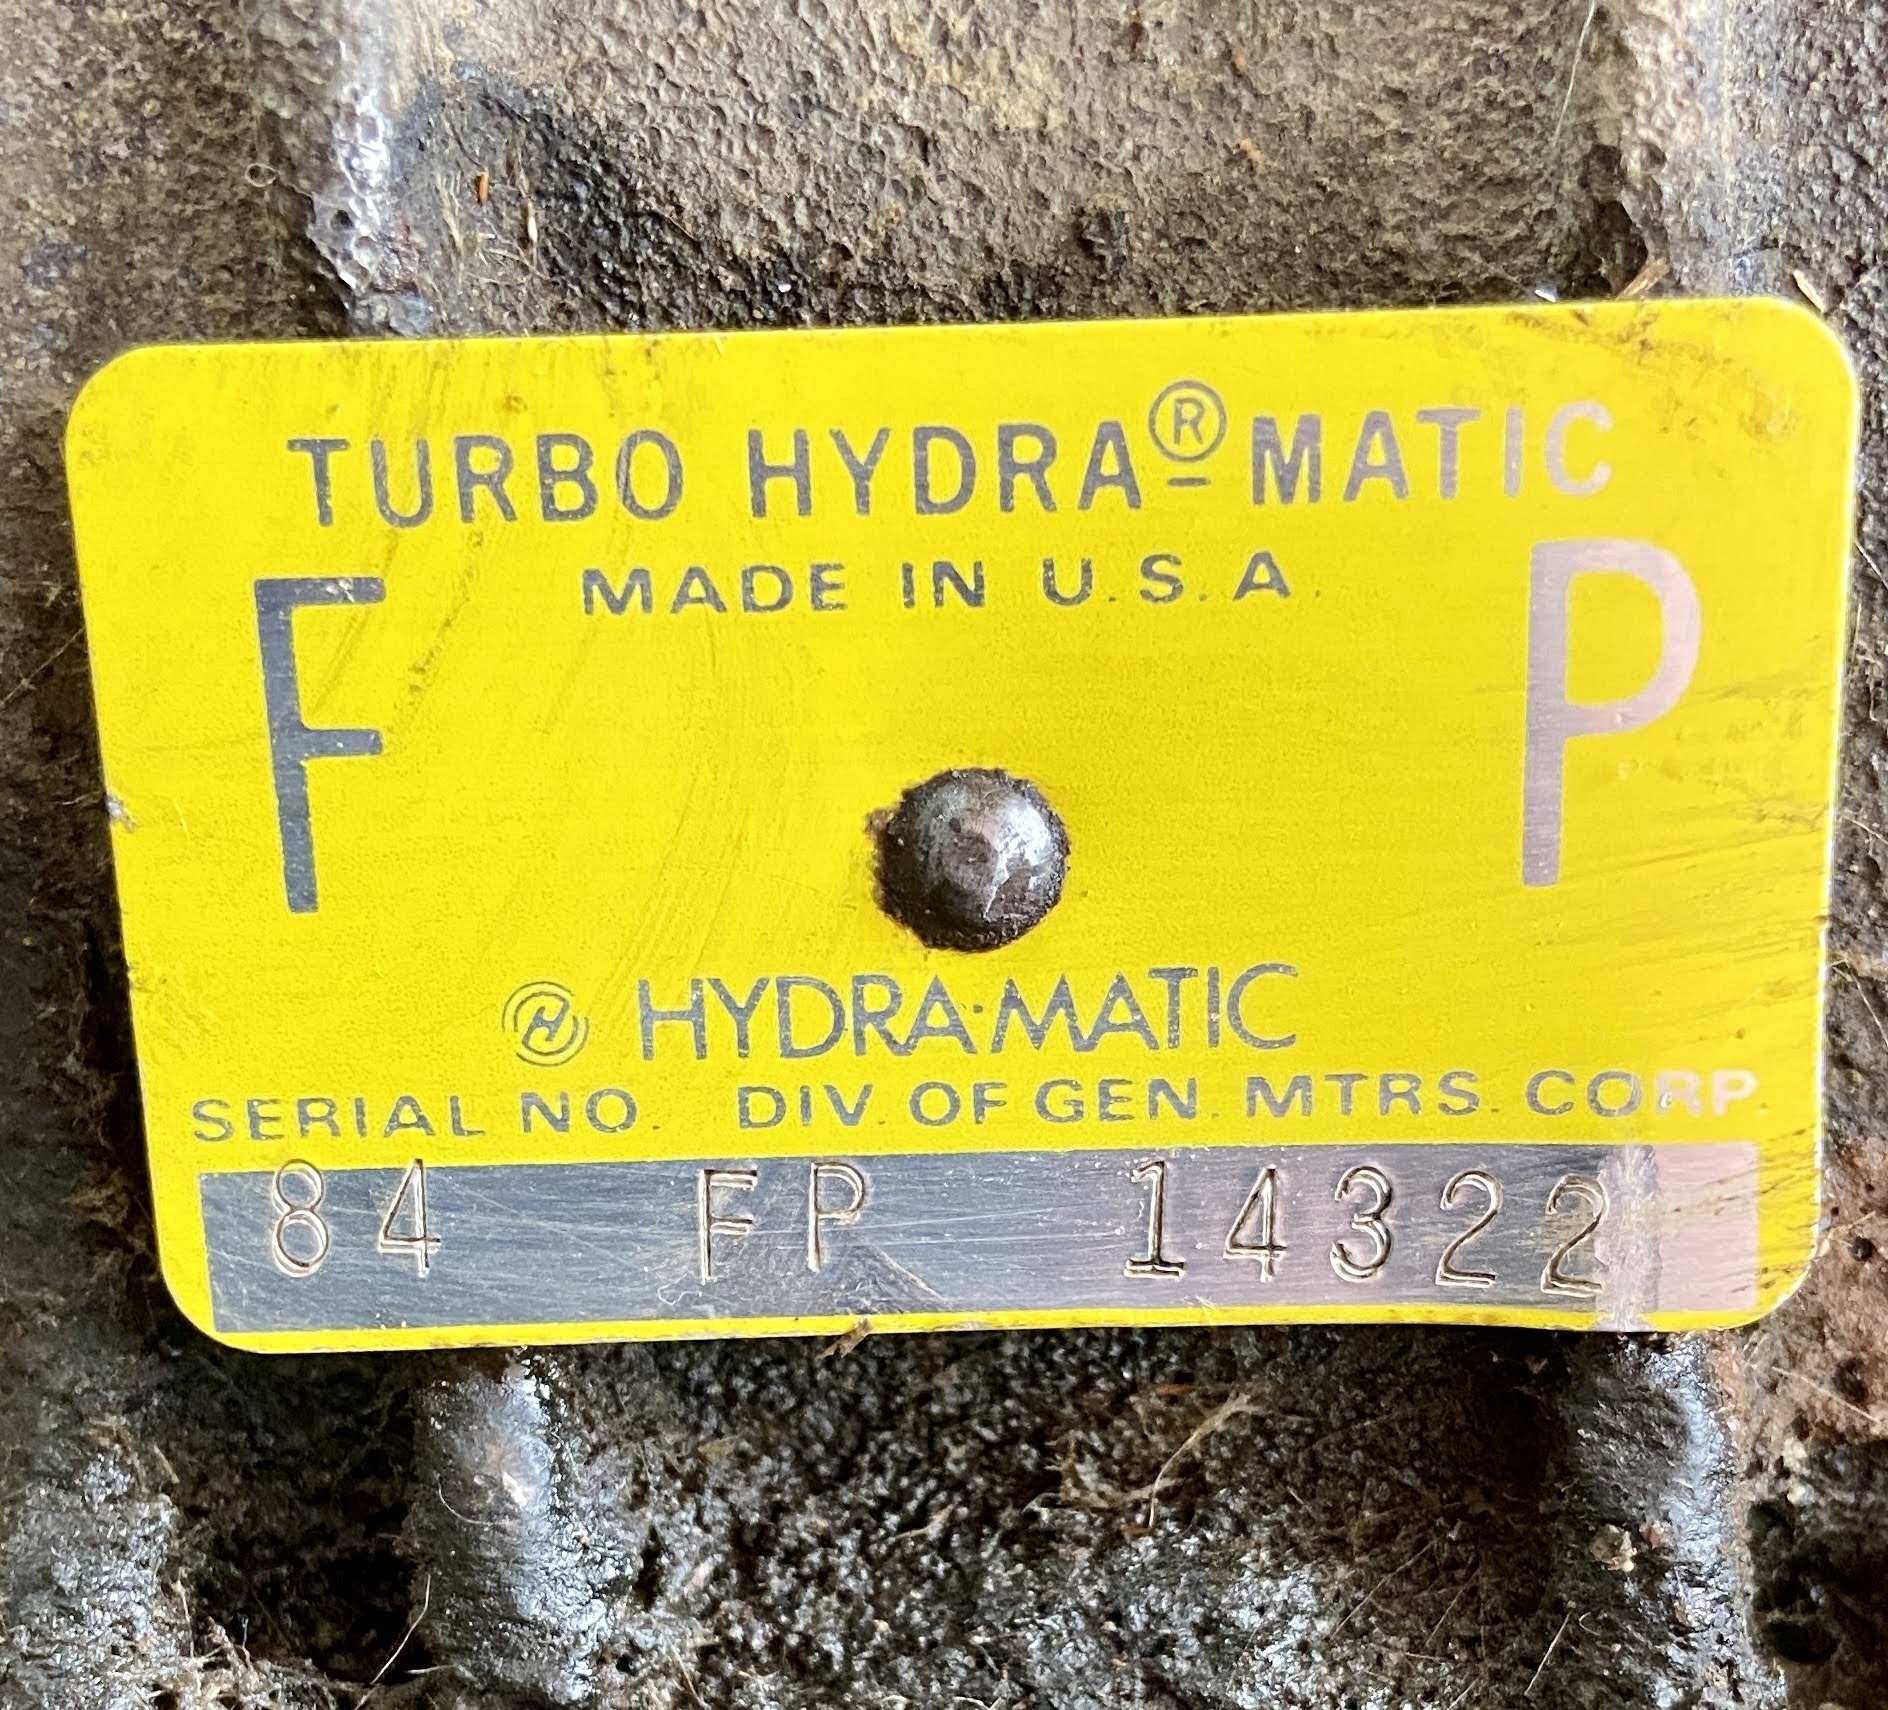 TURBO HYDRA®-MATIC
MADE IN U.S.A.
F P
H HYDRA·MATIC
SERIAL NO. DIV. OF GEN. MTRS. CORP.
84 FP 14322